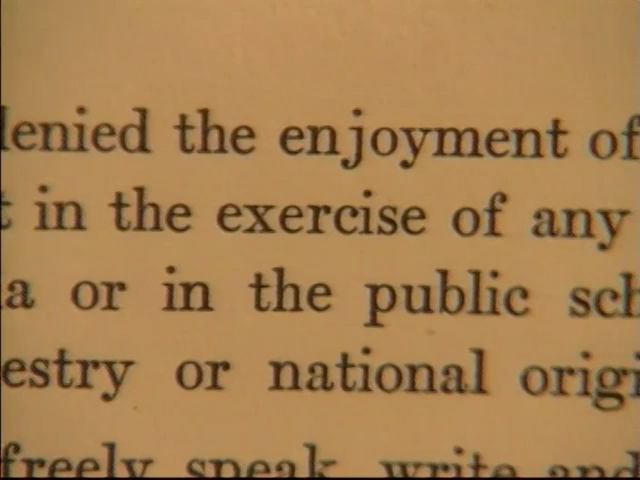 lenied the enjoyment of
t in the exercise of any
a or in the public sch
estry or national origi
freely speak, write and